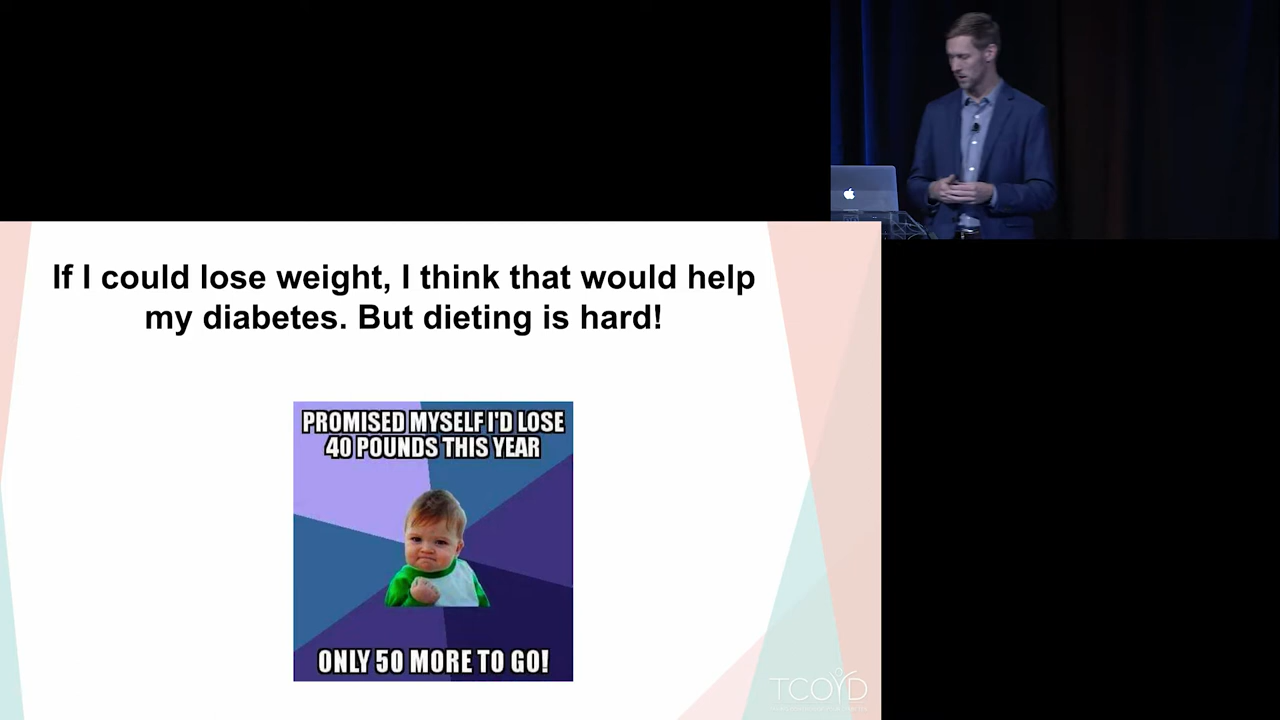 If I could lose weight, I think that would help
my diabetes. But dieting is hard!
PROMISED MYSELF I'D LOSE
40 POUNDS THIS YEAR
ONLY 50 MORE TO GO!
TCOYD